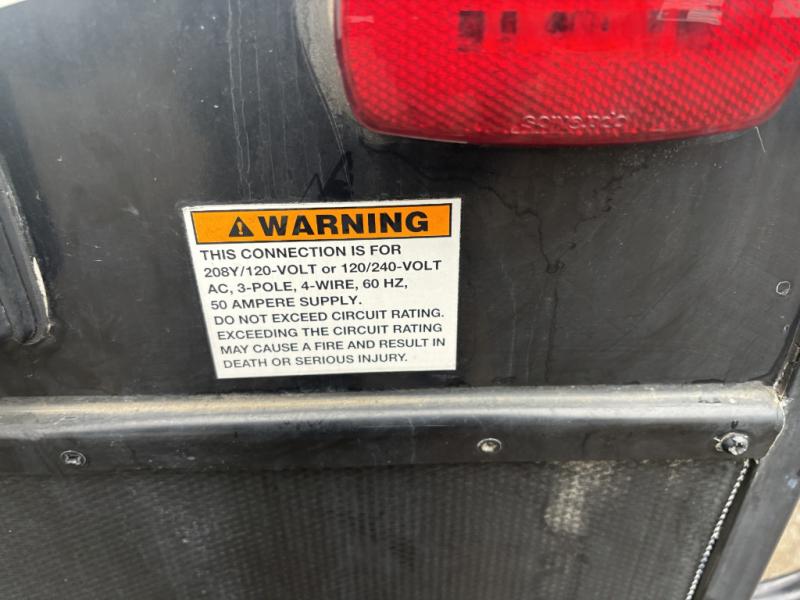 WARNING
THIS CONNECTION IS FOR
208Y/120-VOLT or 120/240-VOLT
AC, 3-POLE, 4-WIRE, 60 HZ,
50 AMPERE SUPPLY.
DO NOT EXCEED CIRCUIT RATING.
EXCEEDING THE CIRCUIT RATING
MAY CAUSE A FIRE AND RESULT IN
DEATH OR SERIOUS INJURY.